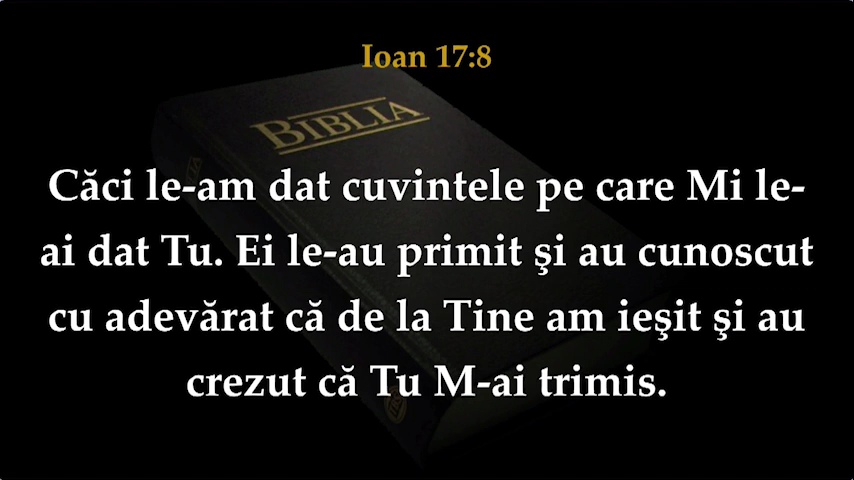 Ioan 17:8
BIBLIA
Căci le-am dat cuvintele pe care Mi le-
ai dat Tu. Ei le-au primit şi au cunoscut
cu adevărat că de la Tine am ieşit şi au
crezut că Tu M-ai trimis.